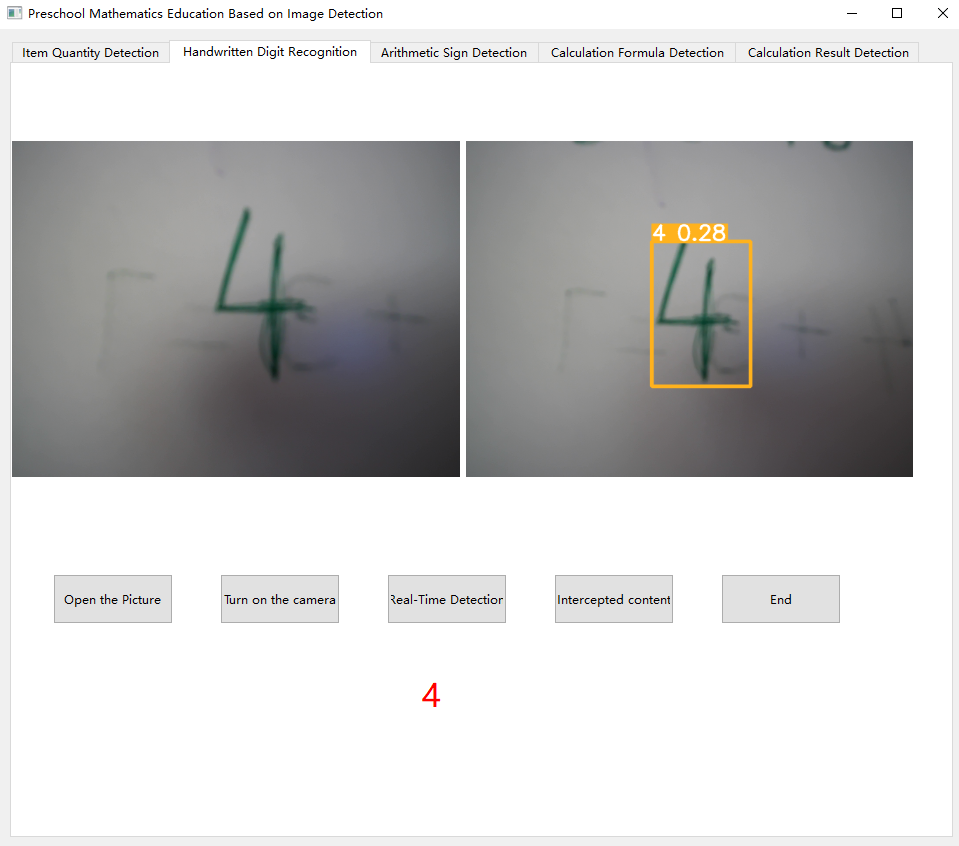 Preschool Mathematics Education Based on Image Detection
Item Quantity Detection Handwritten Digit Recognition Arithmetic Sign Detection Calculation Formula Detection Calculation Result Detection
4
4 0.28
4
Open the Picture Turn on the camera Real-Time Detection Intercepted content End
4